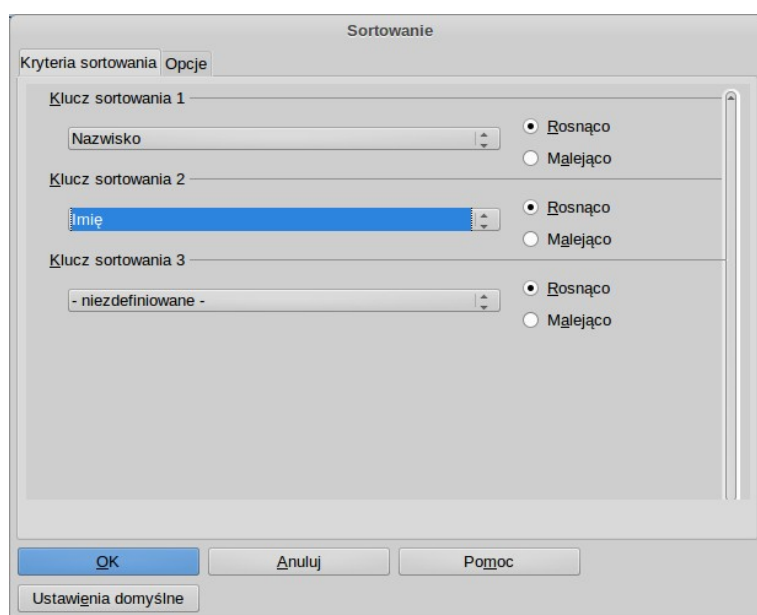 Sortowanie
Kryteria sortowania Opcje
Klucz sortowania 1
Nazwisko
Rosnąco
Malejąco
Klucz sortowania 2
Imię
Rosnąco
Malejąco
Klucz sortowania 3
- niezdefiniowane -
Rosnąco
Malejąco
OK Anuluj Pomoc
Ustawienia domyślne